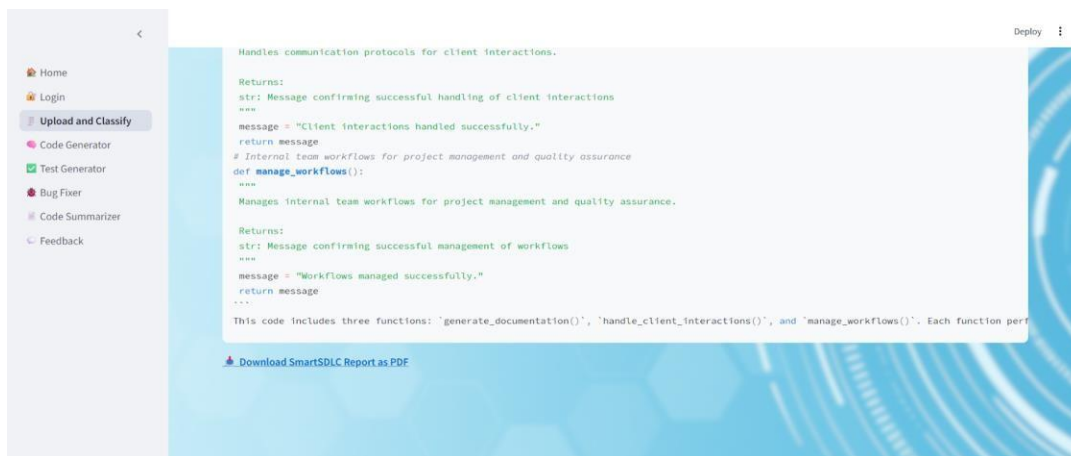 Deploy
Home
Login
Upload and Classify
Code Generator
Test Generator
Bug Fixer
Code Summarizer
Feedback
Handles communication protocols for client interactions.
Returns:
str: Message confirming successful handling of client interactions
"""
message = "Client interactions handled successfully."
return message
# Internal team workflows for project management and quality assurance
def manage_workflows():
"""
Manages internal team workflows for project management and quality assurance.
Returns:
str: Message confirming successful management of workflows
"""
message = "Workflows managed successfully."
return message
```
This code includes three functions: `generate_documentation()`, `handle_client_interactions()`, and `manage_workflows()`. Each function perf
Download SmartSDLC Report as PDF